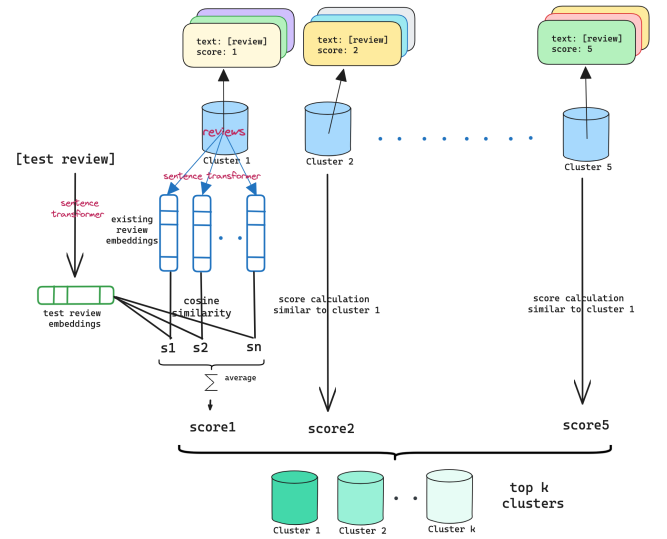 text: [review]
score: 1
text: [review]
score: 2
text: [review]
score: 5
reviews
Cluster 1
Cluster 2
Cluster 5
[test review]
sentence transformer
sentence
transformer
existing
review
embeddings
cosine
similarity
test review
embeddings
score calculation
similar to cluster 1
score calculation
similar to cluster 1
s1
s2
sn
average
score1
score2
score5
top k
clusters
Cluster 1
Cluster 2
Cluster k